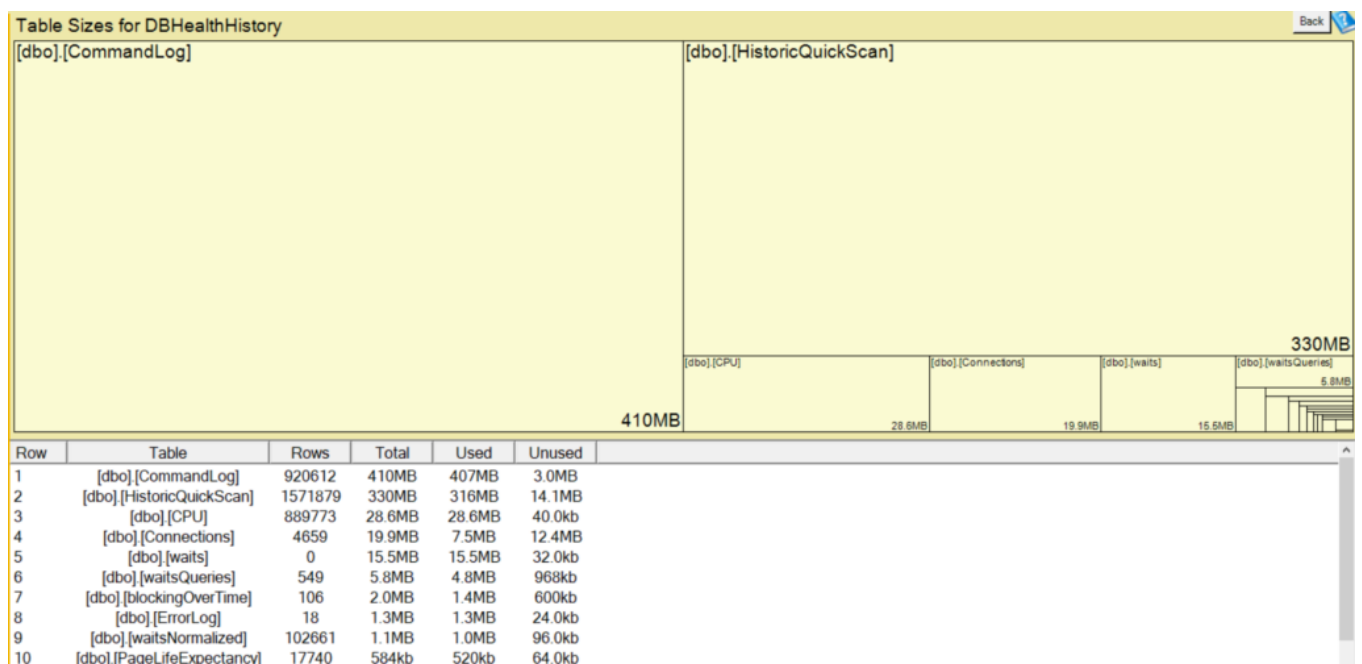 Table Sizes for DBHealthHistory
Back
?
[dbo].[CommandLog]
[dbo].[HistoricQuickScan]
330MB
[dbo].[CPU]
[dbo].[Connections]
[dbo].[waits]
[dbo].[waitsQueries]
5.8MB
410MB
28.6MB
19.9MB
15.5MB
Row Table Rows Total Used Unused
1 [dbo].[CommandLog] 920612 410MB 407MB 3.0MB
2 [dbo].[HistoricQuickScan] 1571879 330MB 316MB 14.1MB
3 [dbo].[CPU] 889773 28.6MB 28.6MB 40.0kb
4 [dbo].[Connections] 4659 19.9MB 7.5MB 12.4MB
5 [dbo].[waits] 0 15.5MB 15.5MB 32.0kb
6 [dbo].[waitsQueries] 549 5.8MB 4.8MB 968kb
7 [dbo].[blockingOverTime] 106 2.0MB 1.4MB 600kb
8 [dbo].[ErrorLog] 18 1.3MB 1.3MB 24.0kb
9 [dbo].[waitsNormalized] 102661 1.1MB 1.0MB 96.0kb
10 [dbo].[PageLifeExpectancy] 17740 584kb 520kb 64.0kb